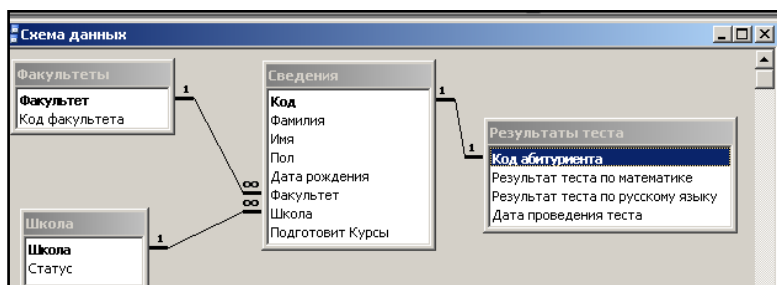 Схема данных
Факультеты
Факультет
Код факультета
1
∞
Школа
Школа
Статус
1
∞
Сведения
Код
Фамилия
Имя
Пол
Дата рождения
Факультет
Школа
Подготовит Курсы
1
1
Результаты теста
Код абитуриента
Результат теста по математике
Результат теста по русскому языку
Дата проведения теста